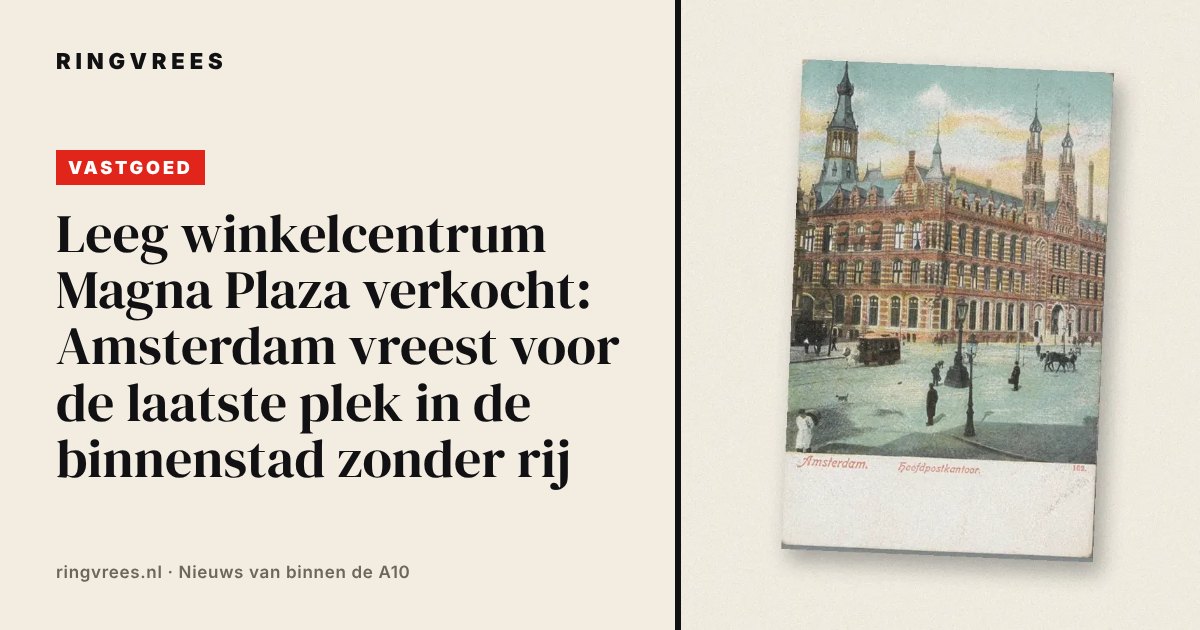 RINGVREES
VASTGOED
Leeg winkelcentrum
Magna Plaza verkocht:
Amsterdam vreest voor
de laatste plek in de
binnenstad zonder rij
ringvrees.nl · Nieuws van binnen de A10
Amsterdam. Hoofdpostkantoor. 162.